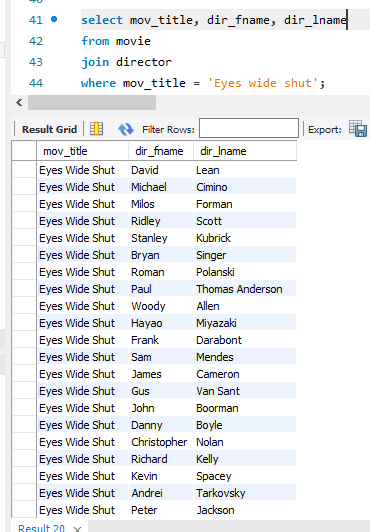 41 select mov_title, dir_fname, dir_lname
42 from movie
43 join director
44 where mov_title = 'Eyes wide shut';
Result Grid Filter Rows: Export:
mov_title dir_fname dir_lname
Eyes Wide Shut David Lean
Eyes Wide Shut Michael Cimino
Eyes Wide Shut Milos Forman
Eyes Wide Shut Ridley Scott
Eyes Wide Shut Stanley Kubrick
Eyes Wide Shut Bryan Singer
Eyes Wide Shut Roman Polanski
Eyes Wide Shut Paul Thomas Anderson
Eyes Wide Shut Woody Allen
Eyes Wide Shut Hayao Miyazaki
Eyes Wide Shut Frank Darabont
Eyes Wide Shut Sam Mendes
Eyes Wide Shut James Cameron
Eyes Wide Shut Gus Van Sant
Eyes Wide Shut John Boorman
Eyes Wide Shut Danny Boyle
Eyes Wide Shut Christopher Nolan
Eyes Wide Shut Richard Kelly
Eyes Wide Shut Kevin Spacey
Eyes Wide Shut Andrei Tarkovsky
Eyes Wide Shut Peter Jackson
Result 20